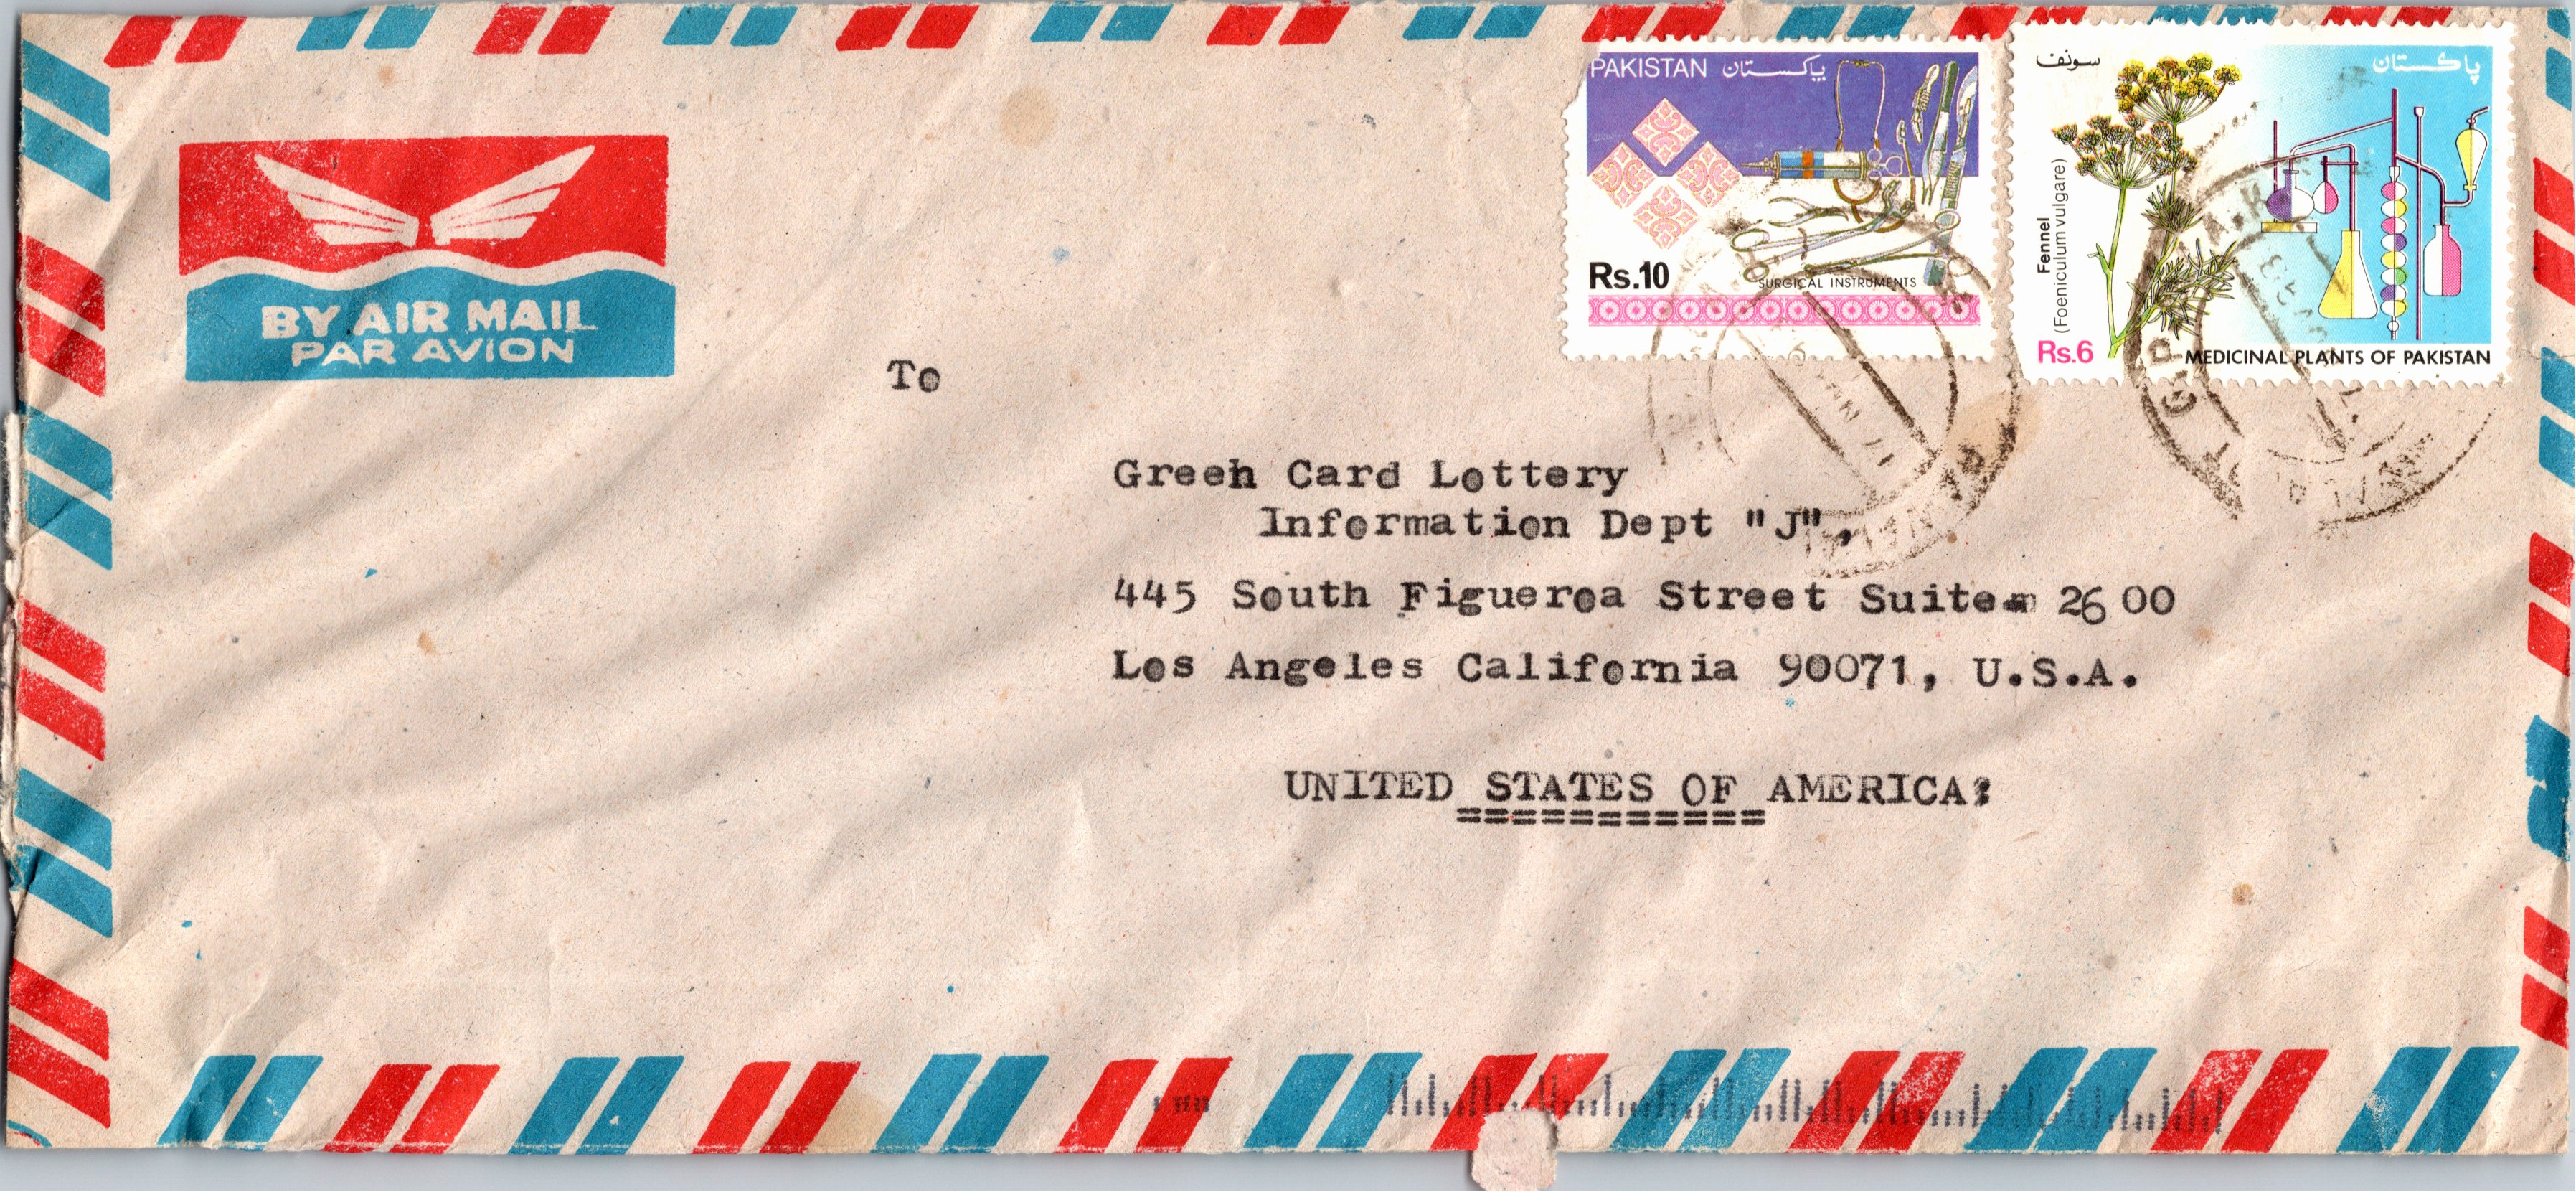 PAKISTAN پاکستان
Rs.10
SURGICAL INSTRUMENTS
سونف
پاکستان
Fennel
(Foeniculum vulgare)
Rs.6
MEDICINAL PLANTS OF PAKISTAN
BY AIR MAIL
PAR AVION
To
Greeh Card Lottery
Information Dept "J",
445 South Figueroa Street Suite 2600
Los Angeles California 90071, U.S.A.
UNITED STATES OF AMERICA:
===========